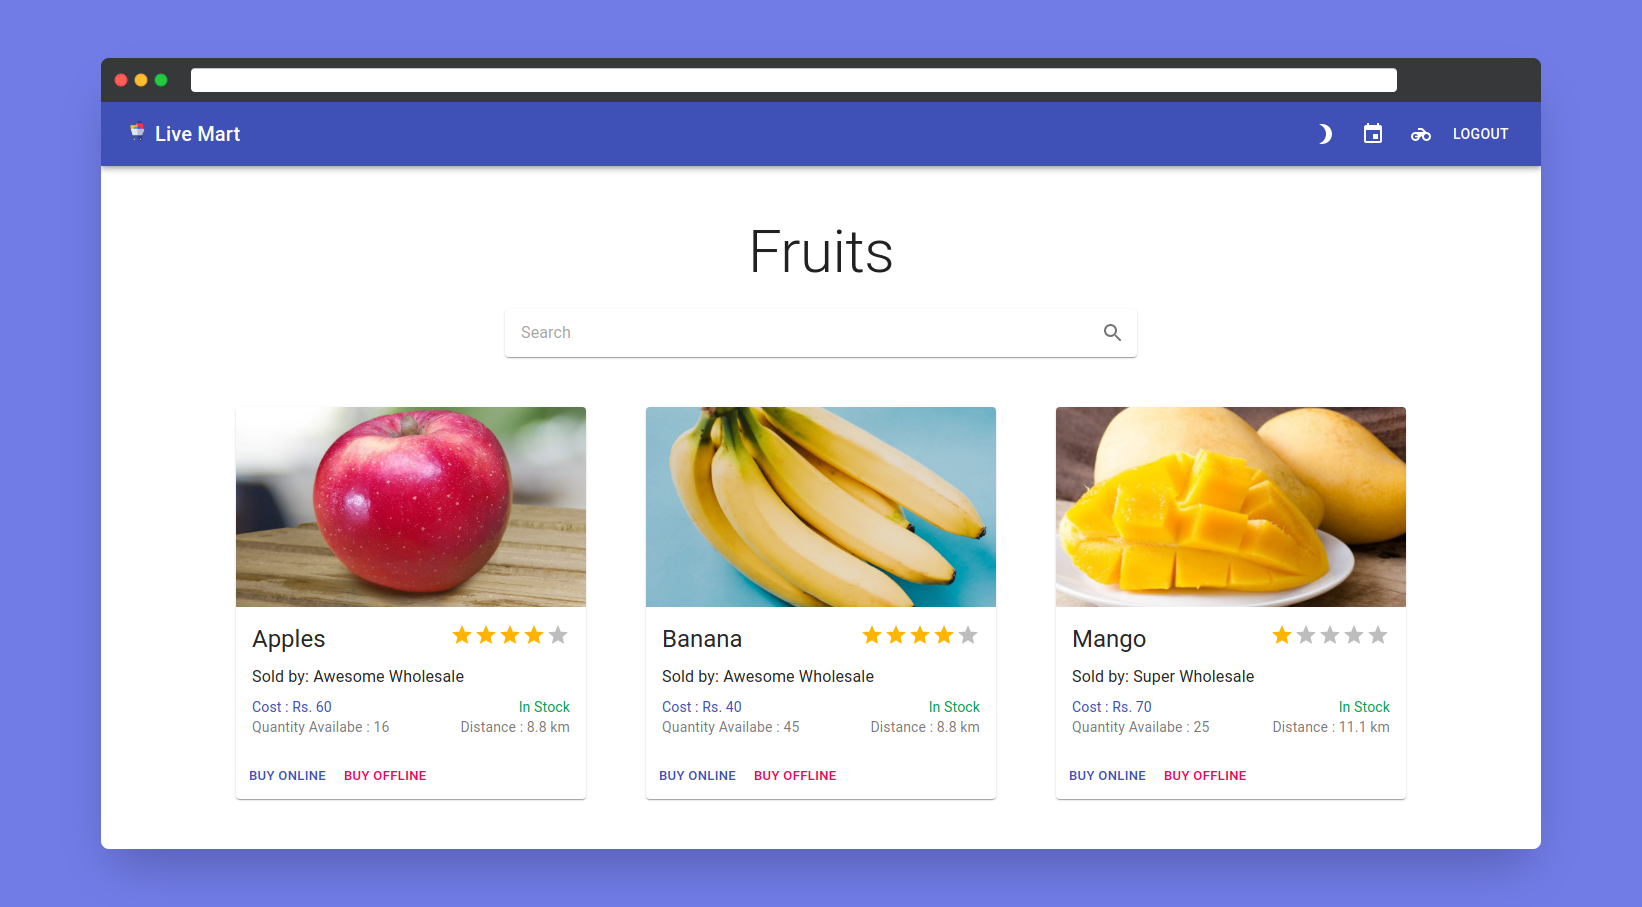 Live Mart
LOGOUT
Fruits
Search
Apples
Sold by: Awesome Wholesale
Cost : Rs. 60 In Stock
Quantity Availabe : 16 Distance : 8.8 km
BUY ONLINE BUY OFFLINE
Banana
Sold by: Awesome Wholesale
Cost : Rs. 40 In Stock
Quantity Availabe : 45 Distance : 8.8 km
BUY ONLINE BUY OFFLINE
Mango
Sold by: Super Wholesale
Cost : Rs. 70 In Stock
Quantity Availabe : 25 Distance : 11.1 km
BUY ONLINE BUY OFFLINE